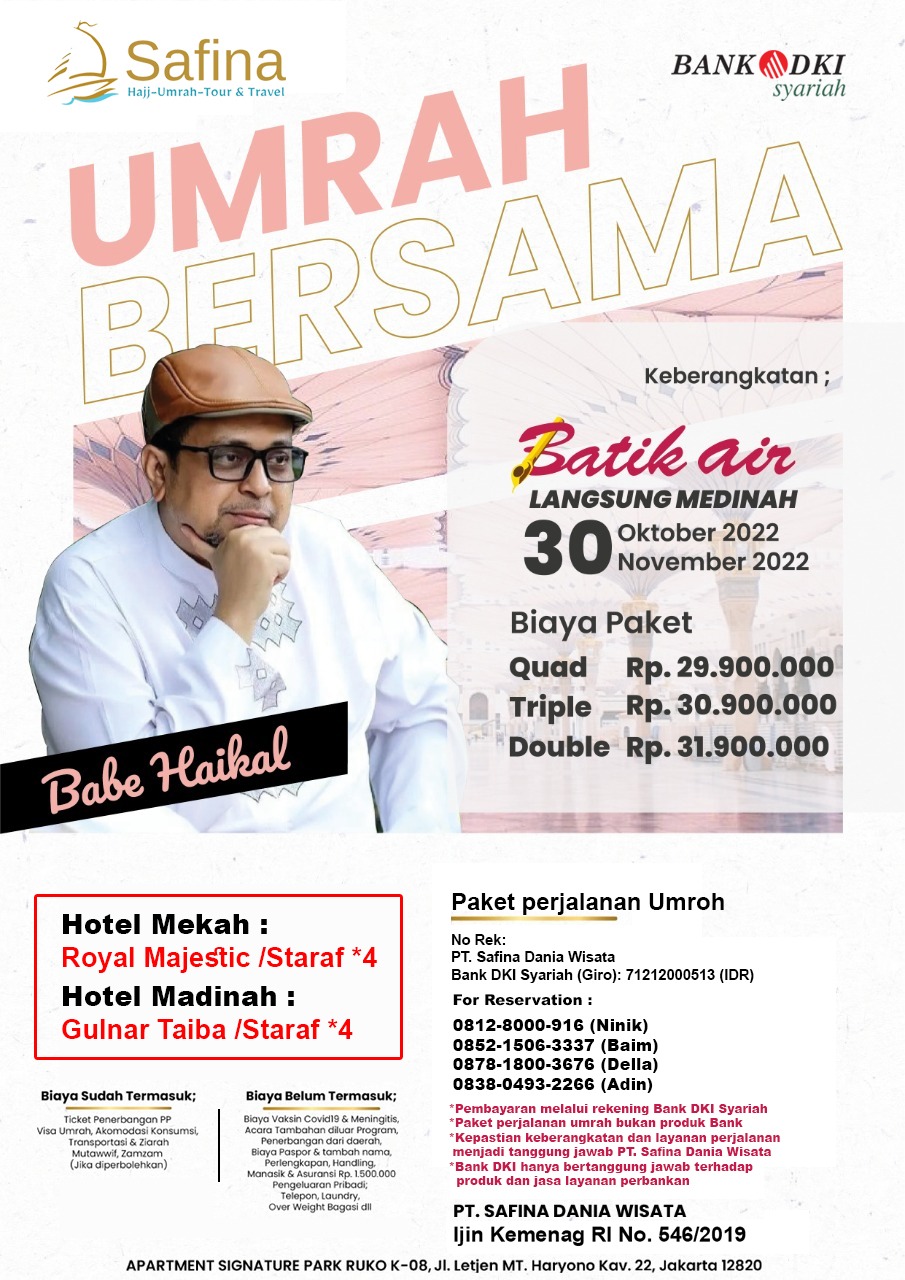 Safina
Hajj-Umrah-Tour & Travel
BANK DKI
syariah
UMRAH
BERSAMA
Babe Haikal
Keberangkatan ;
Batik air
LANGSUNG MEDINAH
30 Oktober 2022
November 2022
Biaya Paket
Quad Rp. 29.900.000
Triple Rp. 30.900.000
Double Rp. 31.900.000
Hotel Mekah :
Royal Majestic /Staraf *4
Hotel Madinah :
Gulnar Taiba /Staraf *4
Biaya Sudah Termasuk;
Ticket Penerbangan PP
Visa Umrah, Akomodasi Konsumsi,
Transportasi & Ziarah
Mutawwif, Zamzam
(Jika diperbolehkan)
Biaya Belum Termasuk;
Biaya Vaksin Covid19 & Meningitis,
Acara Tambahan diluar Program,
Penerbangan dari daerah,
Biaya Paspor & tambah nama,
Perlengkapan, Handling,
Manasik & Asuransi Rp. 1.500.000
Pengeluaran Pribadi;
Telepon, Laundry,
Over Weight Bagasi dll
Paket perjalanan Umroh
No Rek:
PT. Safina Dania Wisata
Bank DKI Syariah (Giro): 71212000513 (IDR)
For Reservation :
0812-8000-916 (Ninik)
0852-1506-3337 (Baim)
0878-1800-3676 (Della)
0838-0493-2266 (Adin)
*Pembayaran melalui rekening Bank DKI Syariah
*Paket perjalanan umrah bukan produk Bank
*Kepastian keberangkatan dan layanan perjalanan
menjadi tanggung jawab PT. Safina Dania Wisata
*Bank DKI hanya bertanggung jawab terhadap
produk dan jasa layanan perbankan
PT. SAFINA DANIA WISATA
Ijin Kemenag RI No. 546/2019
APARTMENT SIGNATURE PARK RUKO K-08, Jl. Letjen MT. Haryono Kav. 22, Jakarta 12820